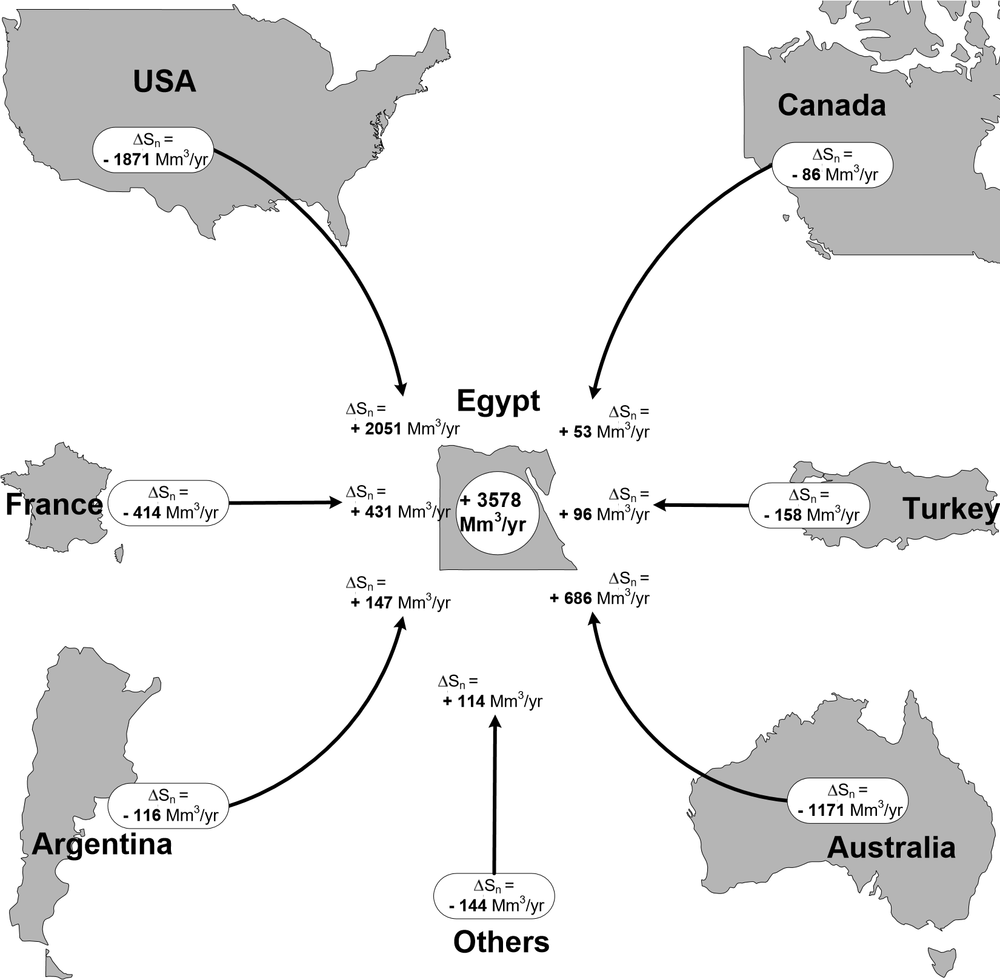 USA
ΔSn =
- 1871 Mm³/yr
Canada
ΔSn =
- 86 Mm³/yr
Egypt
ΔSn =
+ 2051 Mm³/yr
ΔSn =
+ 53 Mm³/yr
France
ΔSn =
- 414 Mm³/yr
ΔSn =
+ 431 Mm³/yr
+ 3578
Mm³/yr
ΔSn =
+ 96 Mm³/yr
ΔSn =
- 158 Mm³/yr
Turkey
ΔSn =
+ 147 Mm³/yr
ΔSn =
+ 686 Mm³/yr
ΔSn =
+ 114 Mm³/yr
ΔSn =
- 116 Mm³/yr
Argentina
ΔSn =
- 1171 Mm³/yr
Australia
ΔSn =
- 144 Mm³/yr
Others